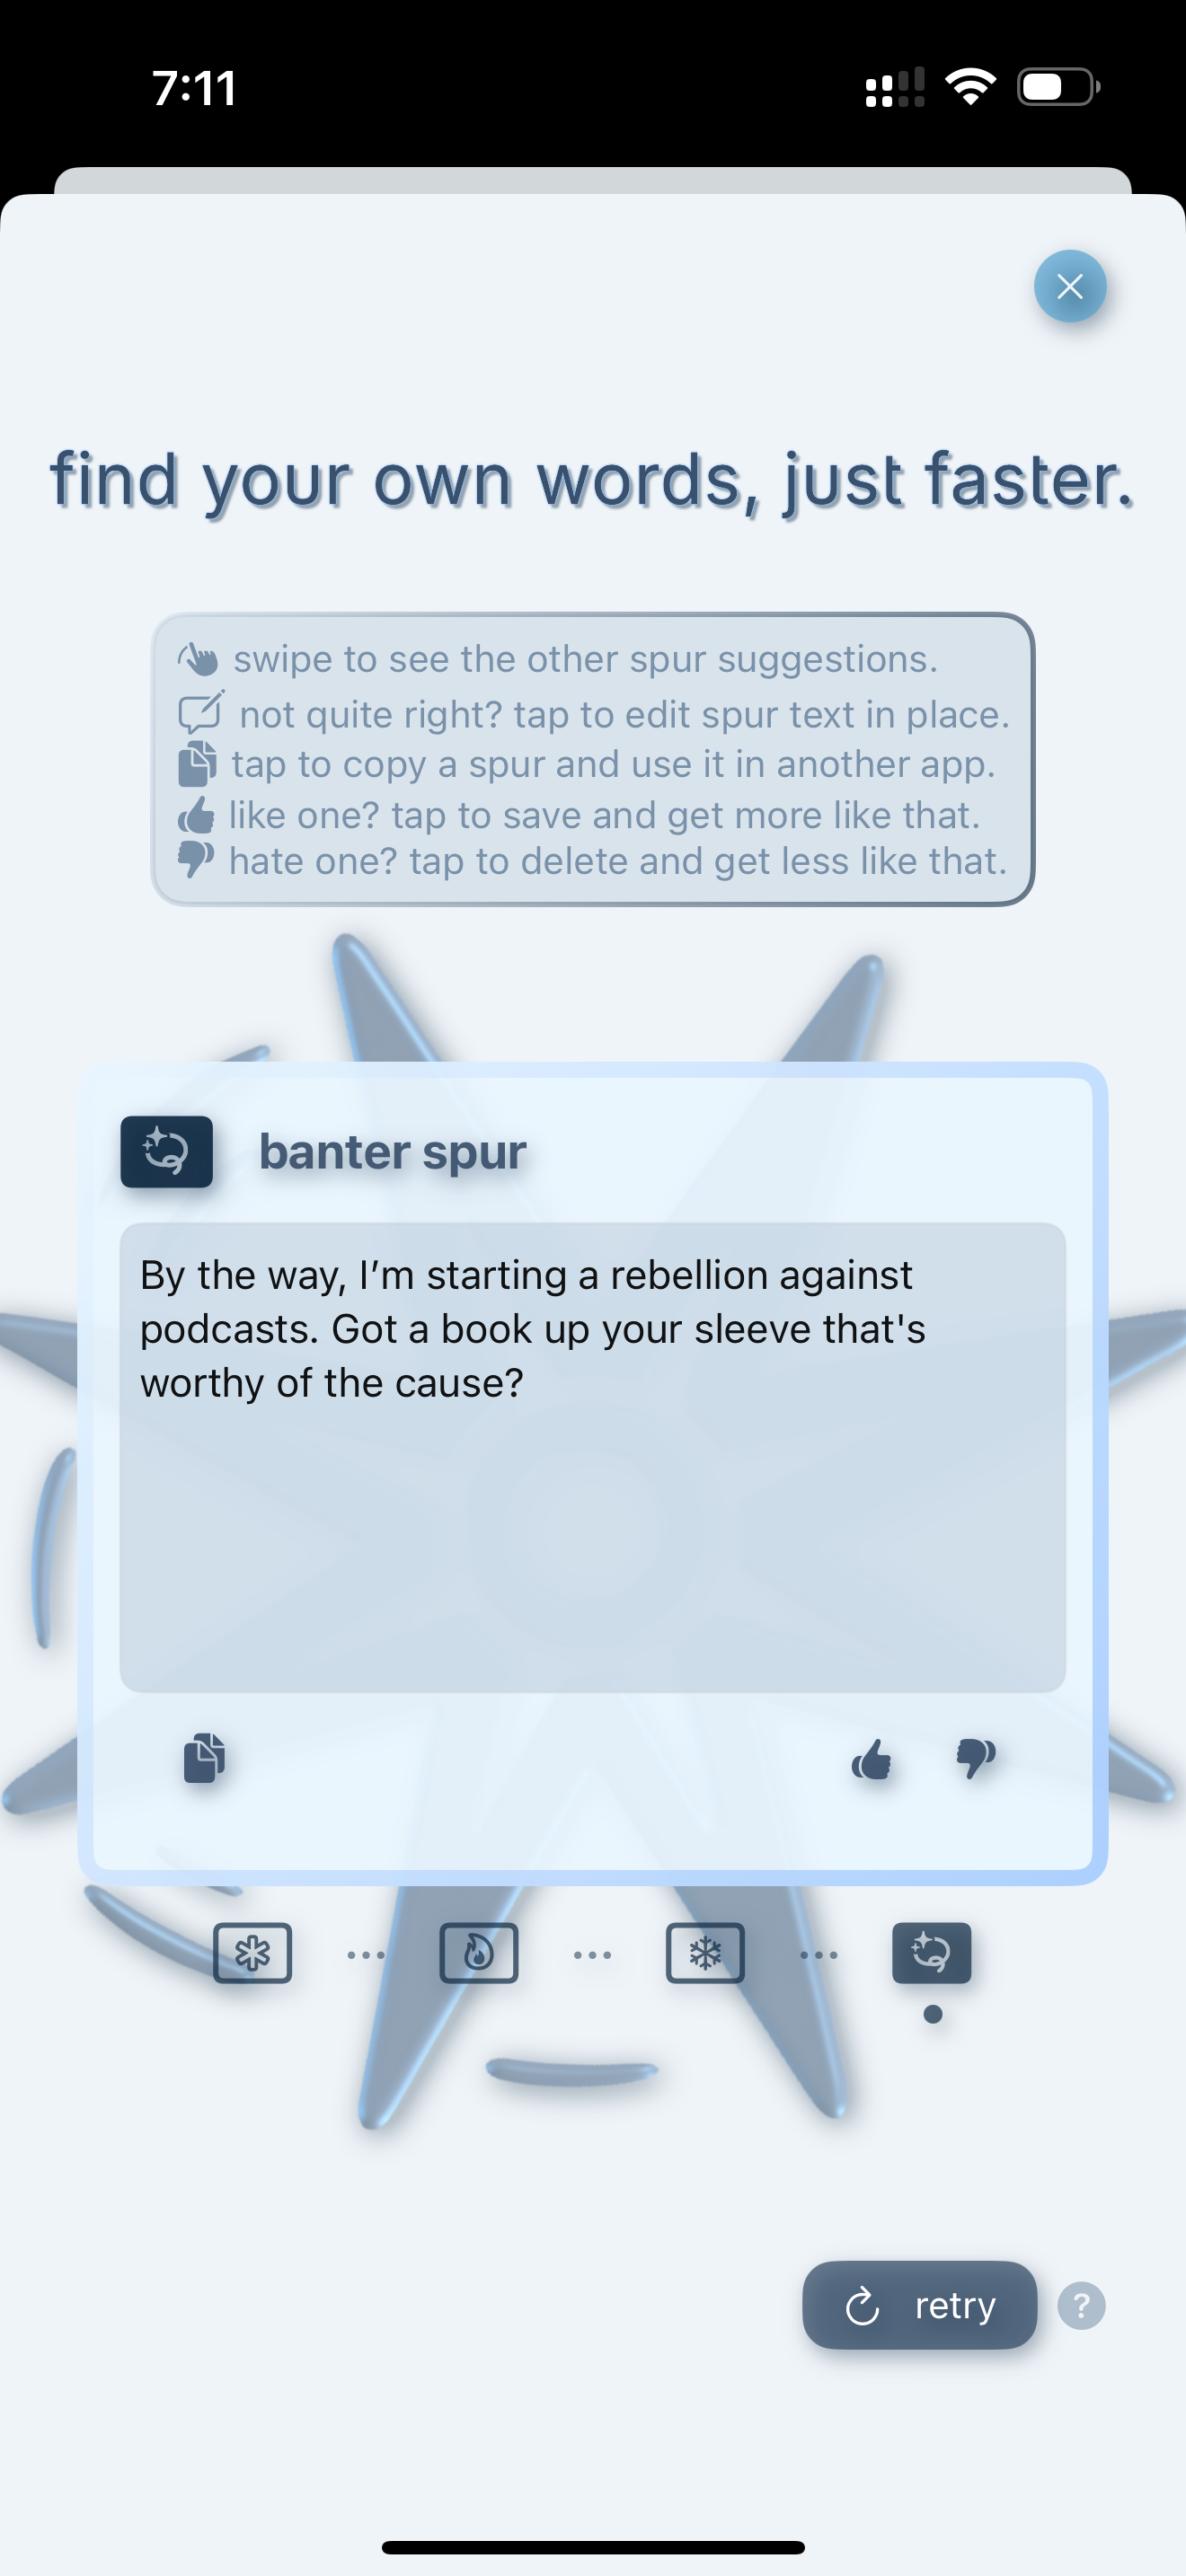 7:11
find your own words, just faster.
swipe to see the other spur suggestions.
not quite right? tap to edit spur text in place.
tap to copy a spur and use it in another app.
like one? tap to save and get more like that.
hate one? tap to delete and get less like that.
banter spur
By the way, I’m starting a rebellion against
podcasts. Got a book up your sleeve that's
worthy of the cause?
retry
?